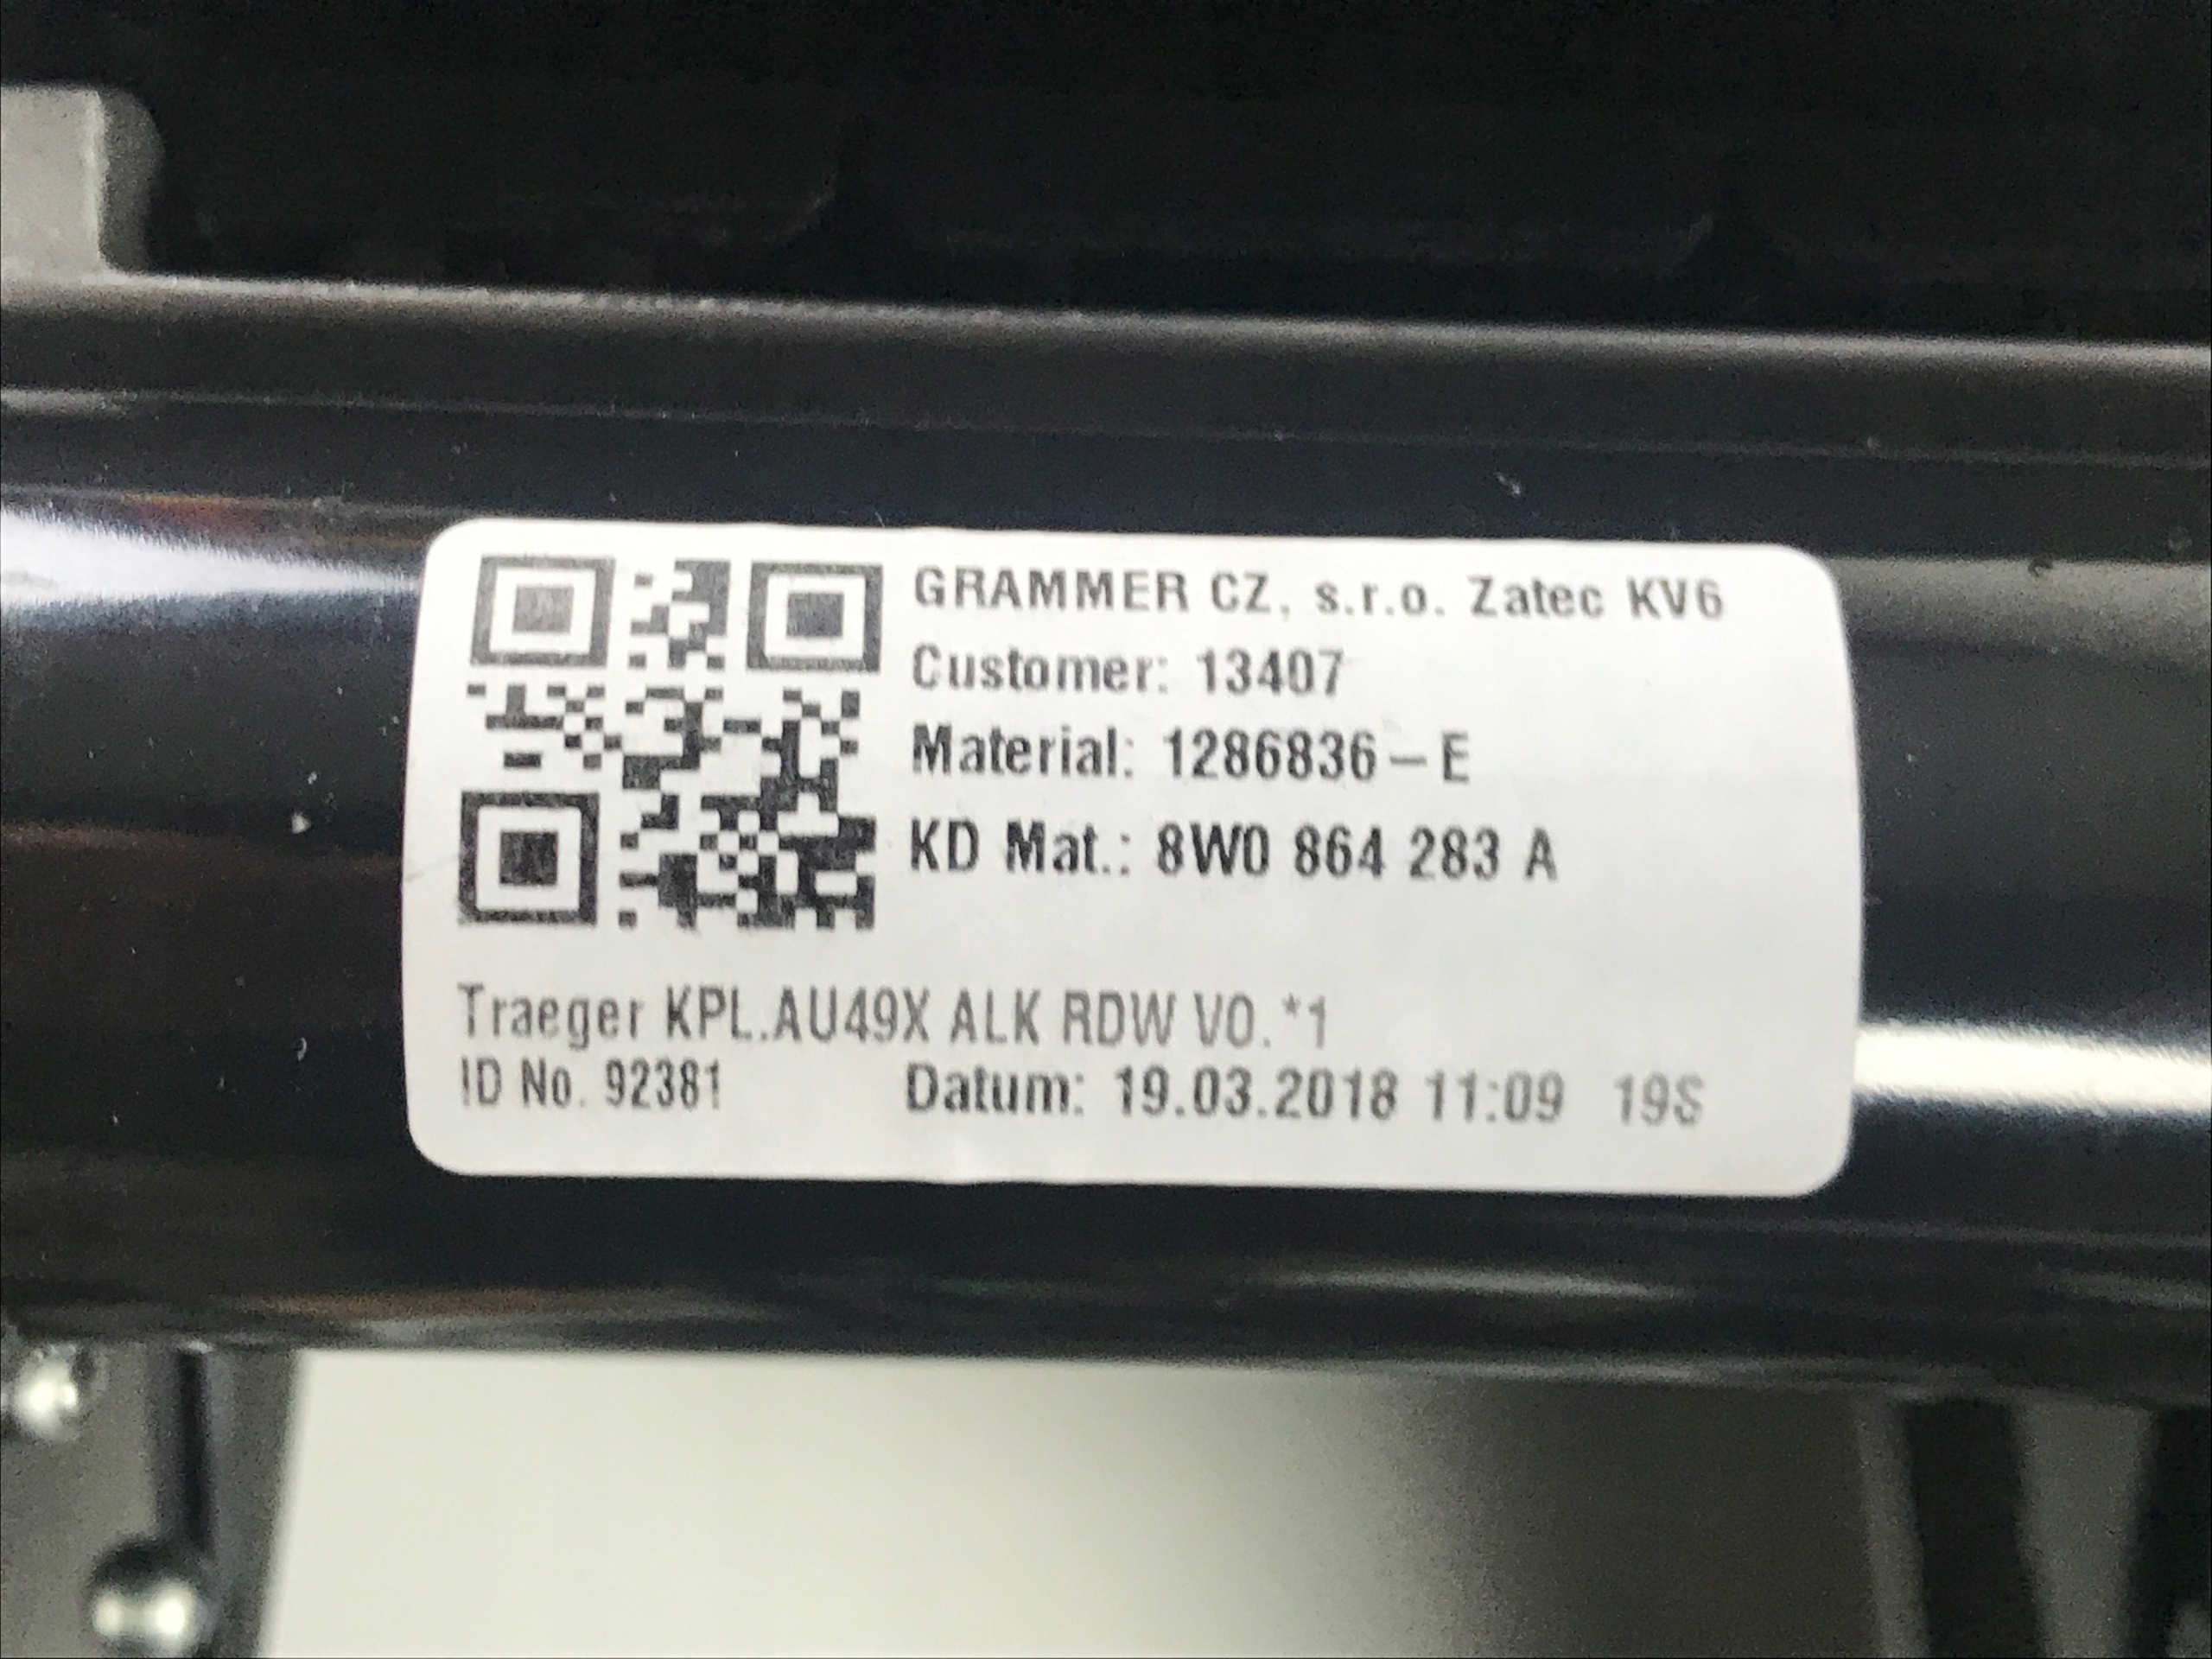 GRAMMER CZ, s.r.o. Zatec KV6
Customer: 13407
Material: 1286836-E
KD Mat.: 8W0 864 283 A
Traeger KPL.AU49X ALK RDW V0.*1
ID No. 92381 Datum: 19.03.2018 11:09 19S